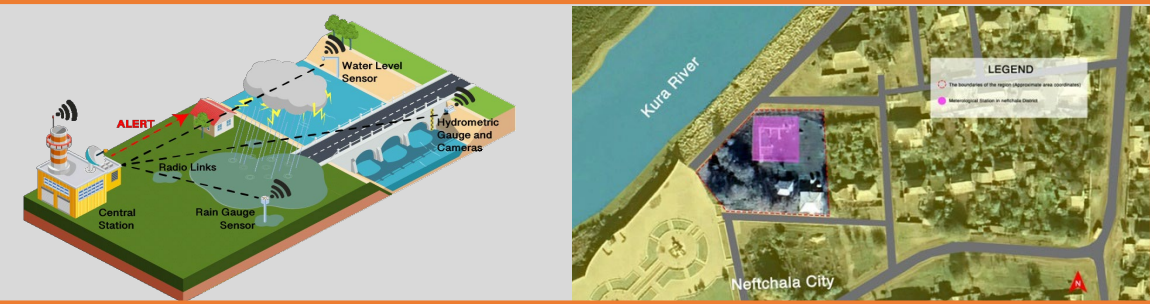 Water Level
Sensor
ALERT
Hydrometric
Gauge and
Cameras
Radio Links
Central
Station
Rain Gauge
Sensor
Kura River
LEGEND
The boundaries of the region (Approximate area coordinates)
Meteorological Station in Neftchala District
Neftchala City
N